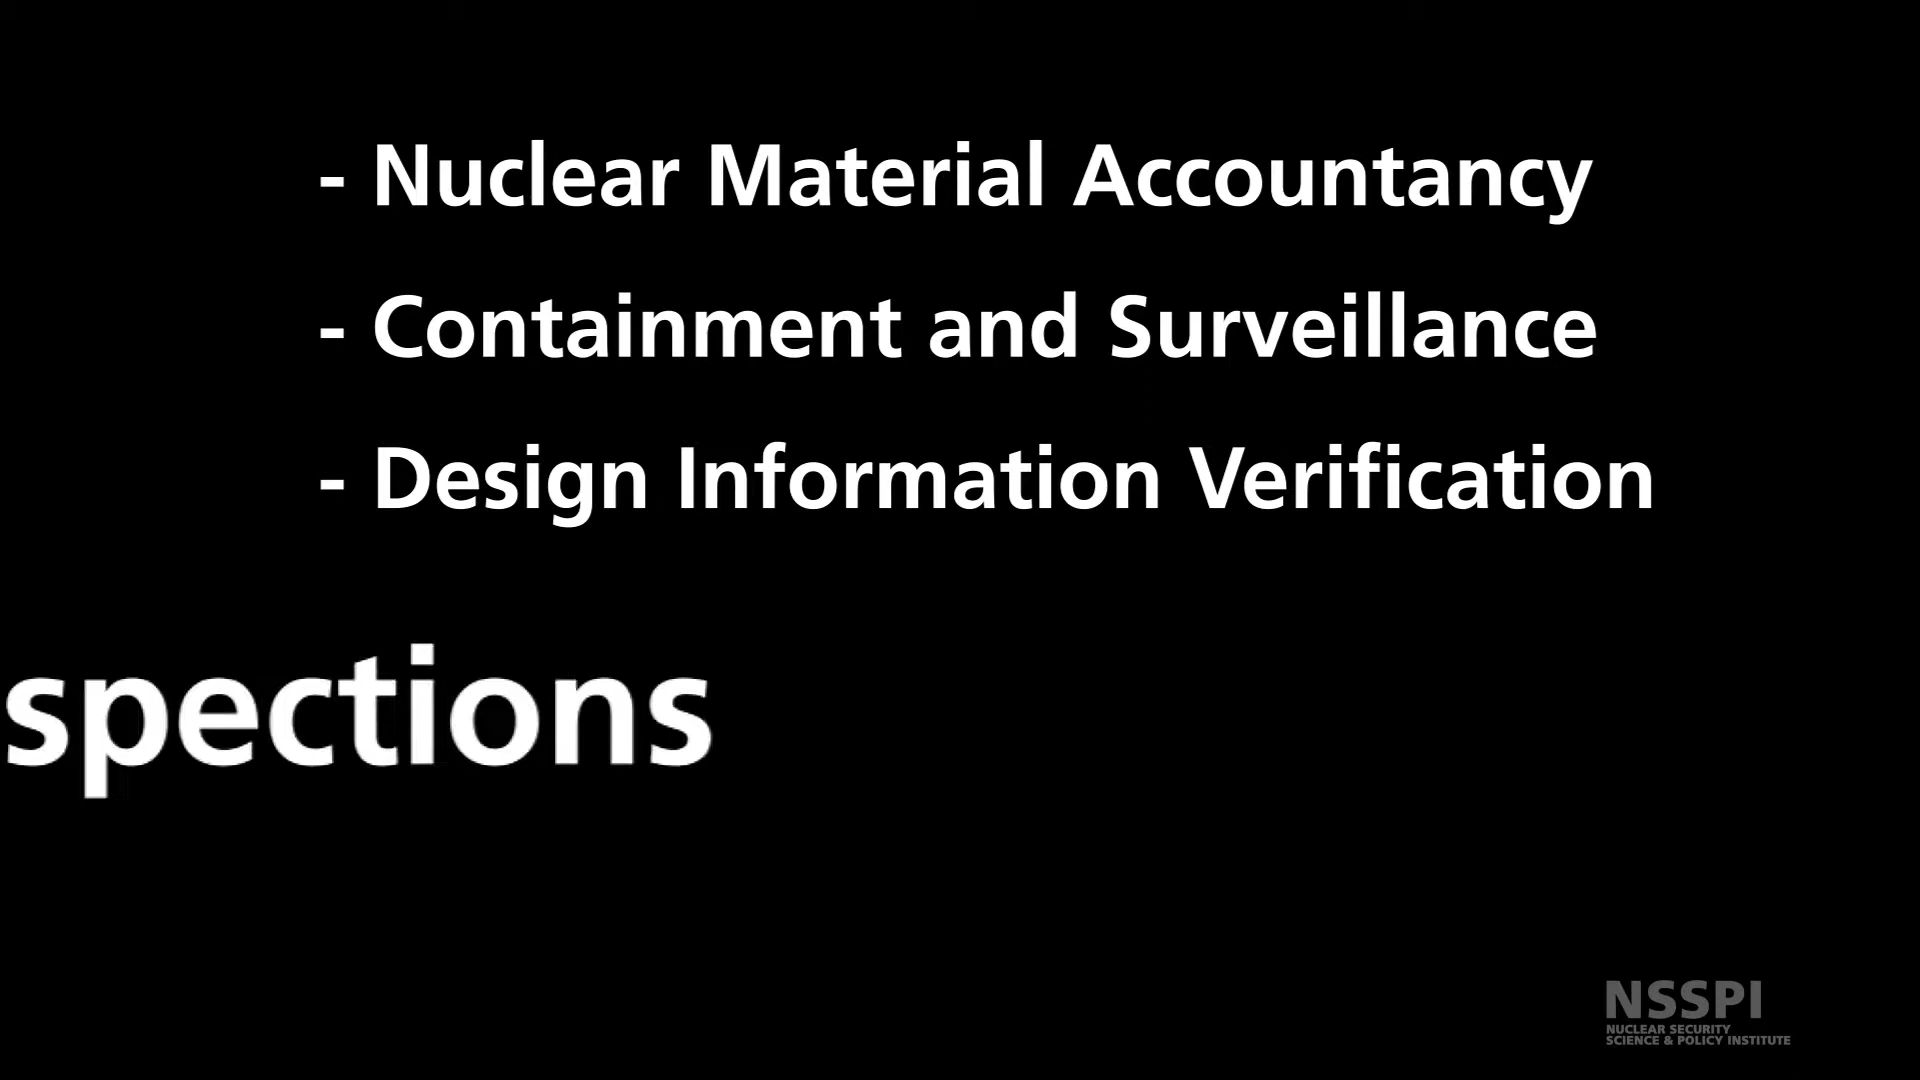 - Nuclear Material Accountancy
- Containment and Surveillance
- Design Information Verification
spections
NSSPI
NUCLEAR SECURITY
SCIENCE & POLICY INSTITUTE